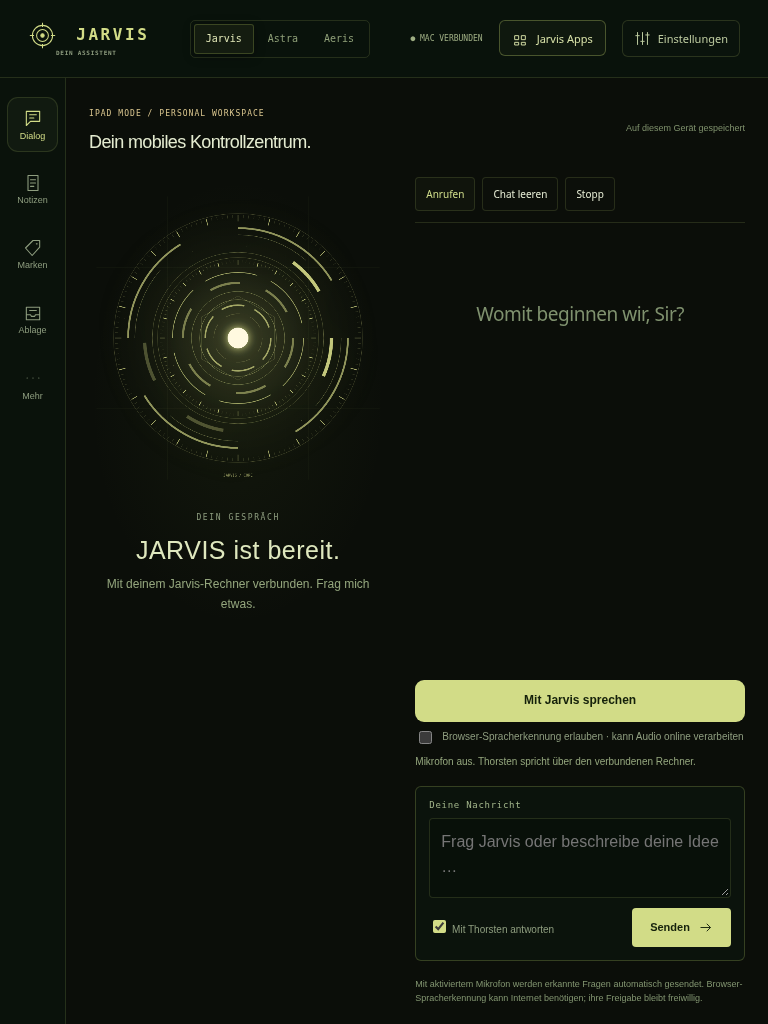 JARVIS
DEIN ASSISTENT
Jarvis
Astra
Aeris
MAC VERBUNDEN
Jarvis Apps
Einstellungen
Dialog
Notizen
Marken
Ablage
Mehr
IPAD MODE / PERSONAL WORKSPACE
Dein mobiles Kontrollzentrum.
Auf diesem Gerät gespeichert
DEIN GESPRÄCH
JARVIS ist bereit.
Mit deinem Jarvis-Rechner verbunden. Frag mich
etwas.
Anrufen
Chat leeren
Stopp
Womit beginnen wir, Sir?
Mit Jarvis sprechen
Browser-Spracherkennung erlauben · kann Audio online verarbeiten
Mikrofon aus. Thorsten spricht über den verbundenen Rechner.
Deine Nachricht
Frag Jarvis oder beschreibe deine Idee
…
Mit Thorsten antworten
Senden
Mit aktiviertem Mikrofon werden erkannte Fragen automatisch gesendet. Browser-
Spracherkennung kann Internet benötigen; ihre Freigabe bleibt freiwillig.